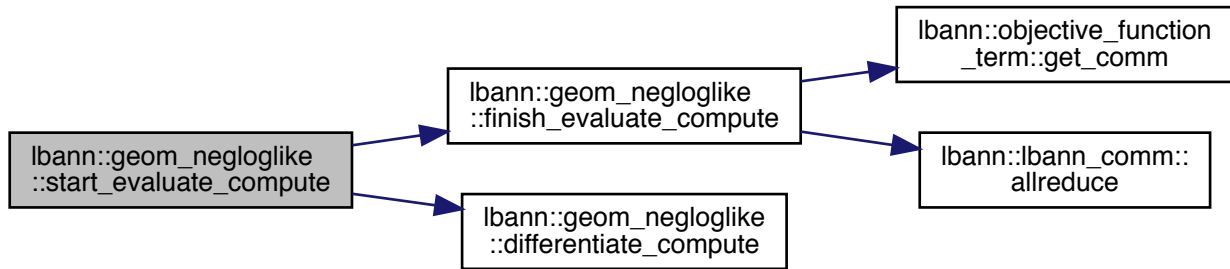 lbann::geom_negloglike
::start_evaluate_compute
lbann::geom_negloglike
::finish_evaluate_compute
lbann::geom_negloglike
::differentiate_compute
lbann::objective_function
_term::get_comm
lbann::lbann_comm::
allreduce